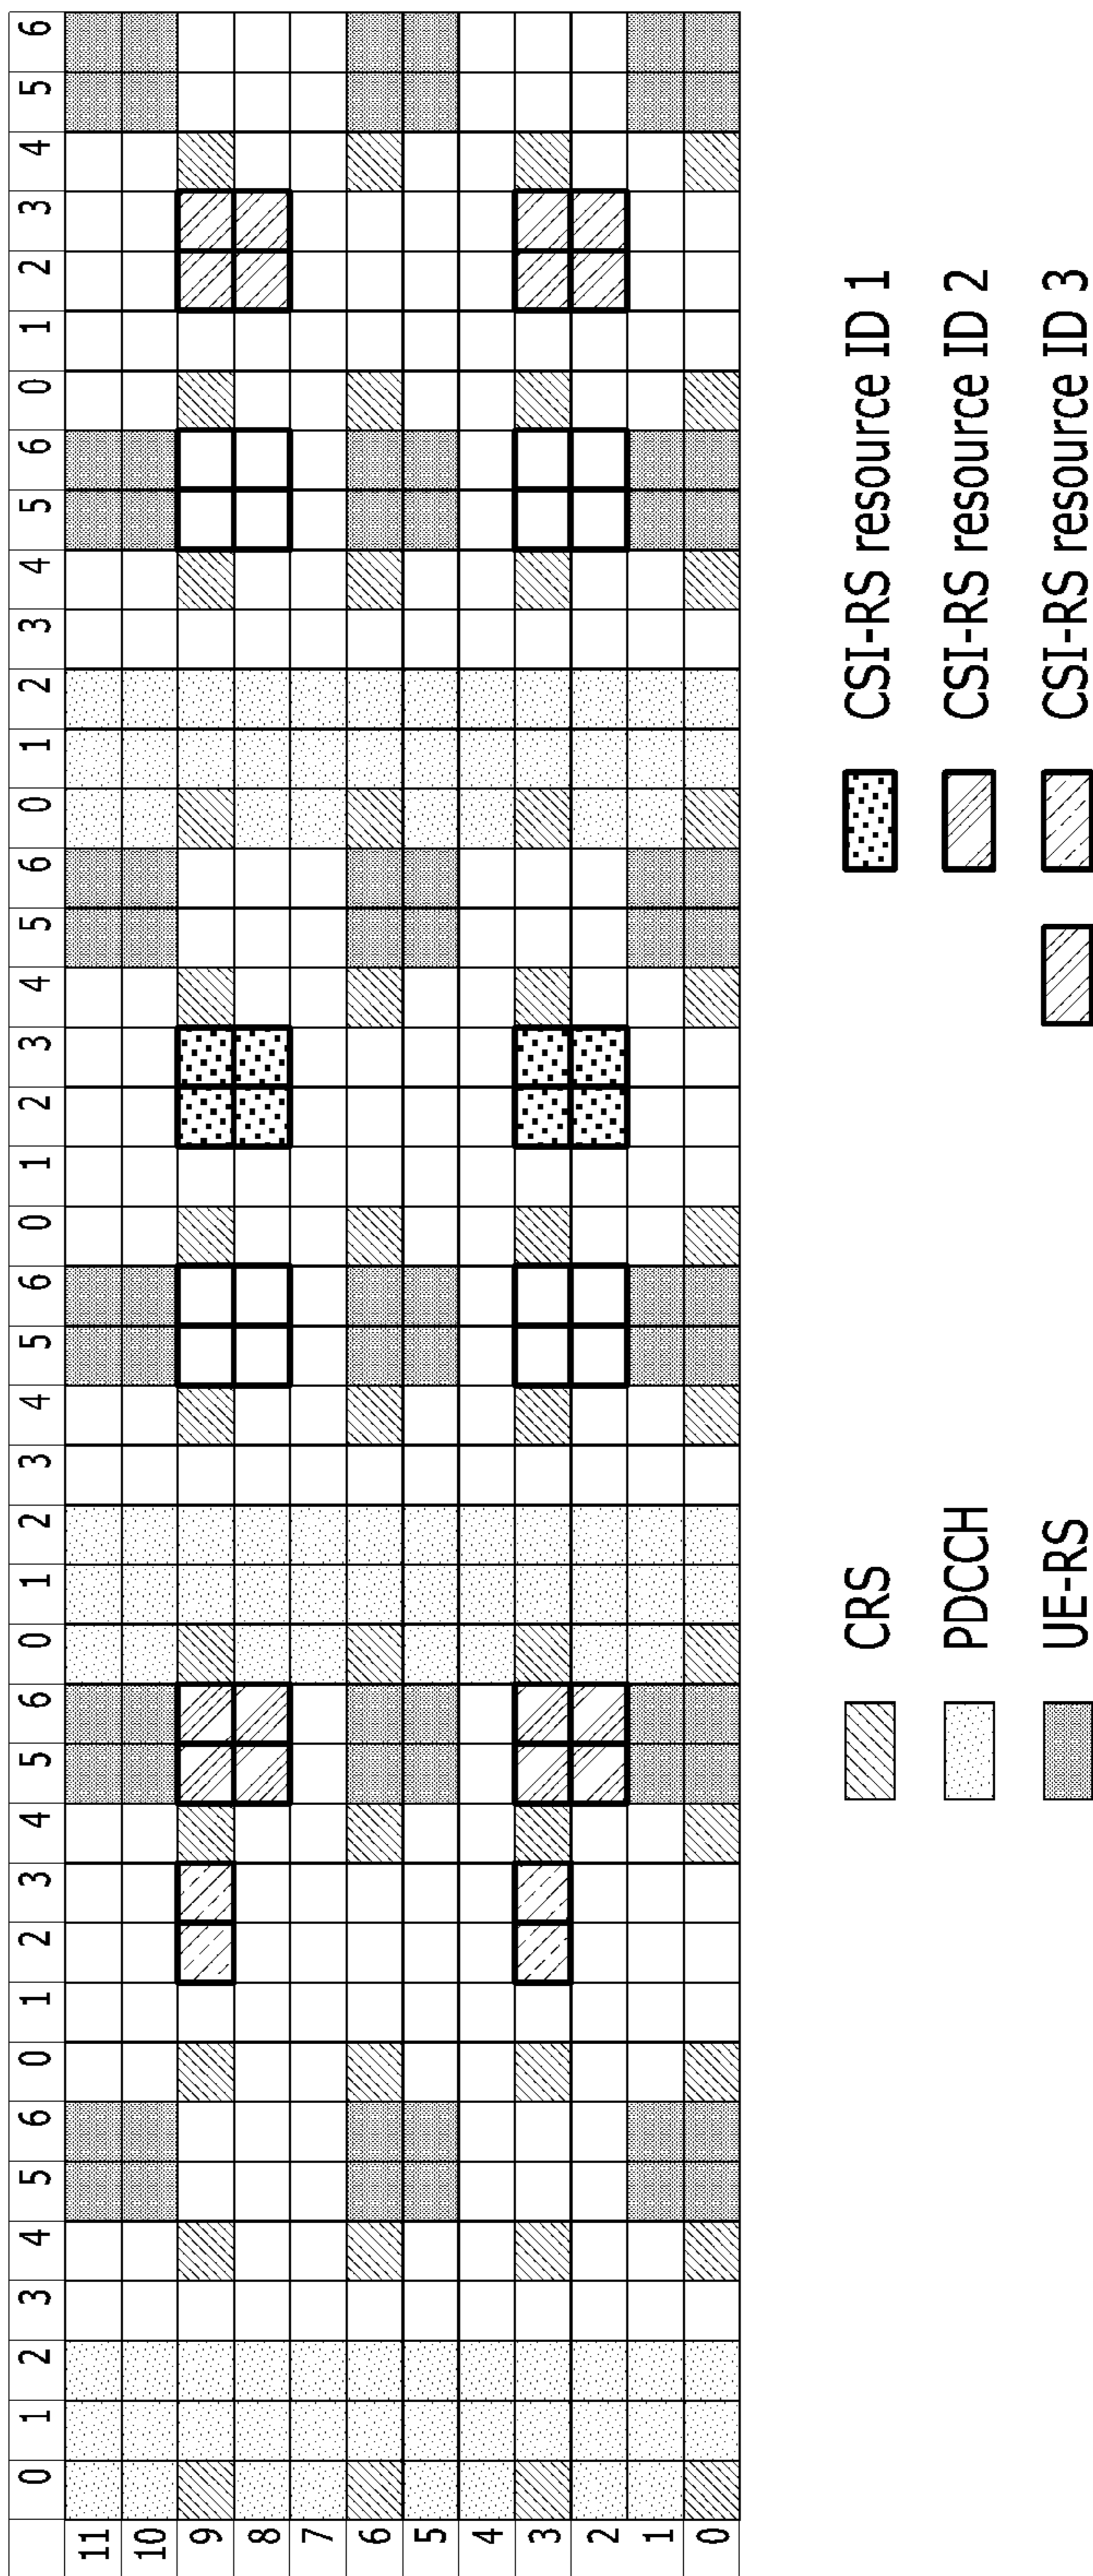 0 1 2 3 4 5 6 0 1 2 3 4 5 6 0 1 2 3 4 5 6 0 1 2 3 4 5 6 0 1 2 3 4 5 6 0 1 2 3 4 5 6
11
10
9
8
7
6
5
4
3
2
1
0
CRS
PDCCH
UE-RS
CSI-RS resource ID 1
CSI-RS resource ID 2
CSI-RS resource ID 3